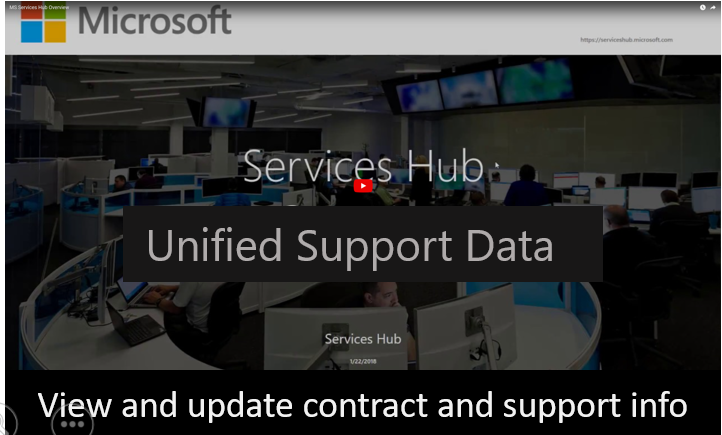 MS Services Hub Overview
Microsoft
https://serviceshub.microsoft.com
Services Hub
Unified Support Data
Services Hub
1/22/2018
View and update contract and support info